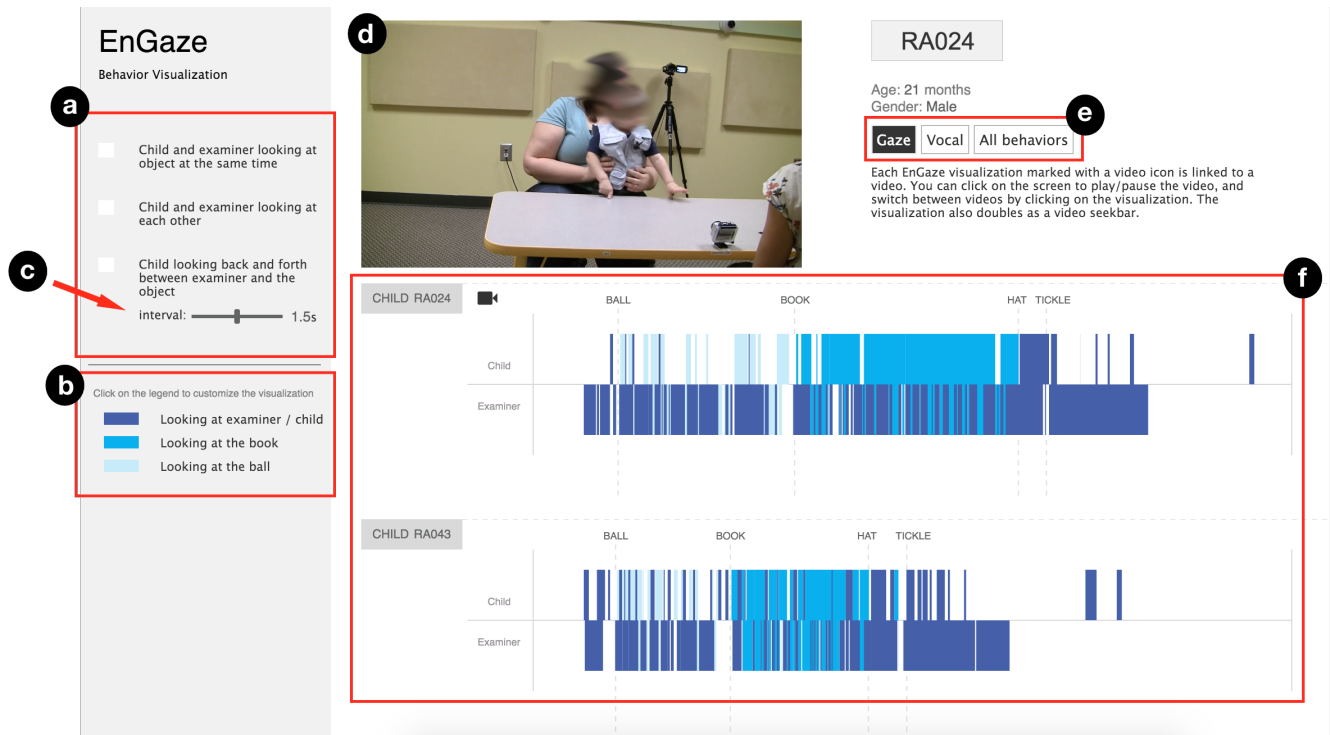 EnGaze
Behavior Visualization
a
Child and examiner looking at
object at the same time
Child and examiner looking at
each other
Child looking back and forth
between examiner and the
object
c
interval:
1.5s
b
Click on the legend to customize the visualization
Looking at examiner / child
Looking at the book
Looking at the ball
d
RA024
Age: 21 months
Gender: Male
e
Gaze
Vocal
All behaviors
Each EnGaze visualization marked with a video icon is linked to a
video. You can click on the screen to play/pause the video, and
switch between videos by clicking on the visualization. The
visualization also doubles as a video seekbar.
f
CHILD RA024
BALL
BOOK
HAT
TICKLE
Child
Examiner
CHILD RA043
BALL
BOOK
HAT
TICKLE
Child
Examiner